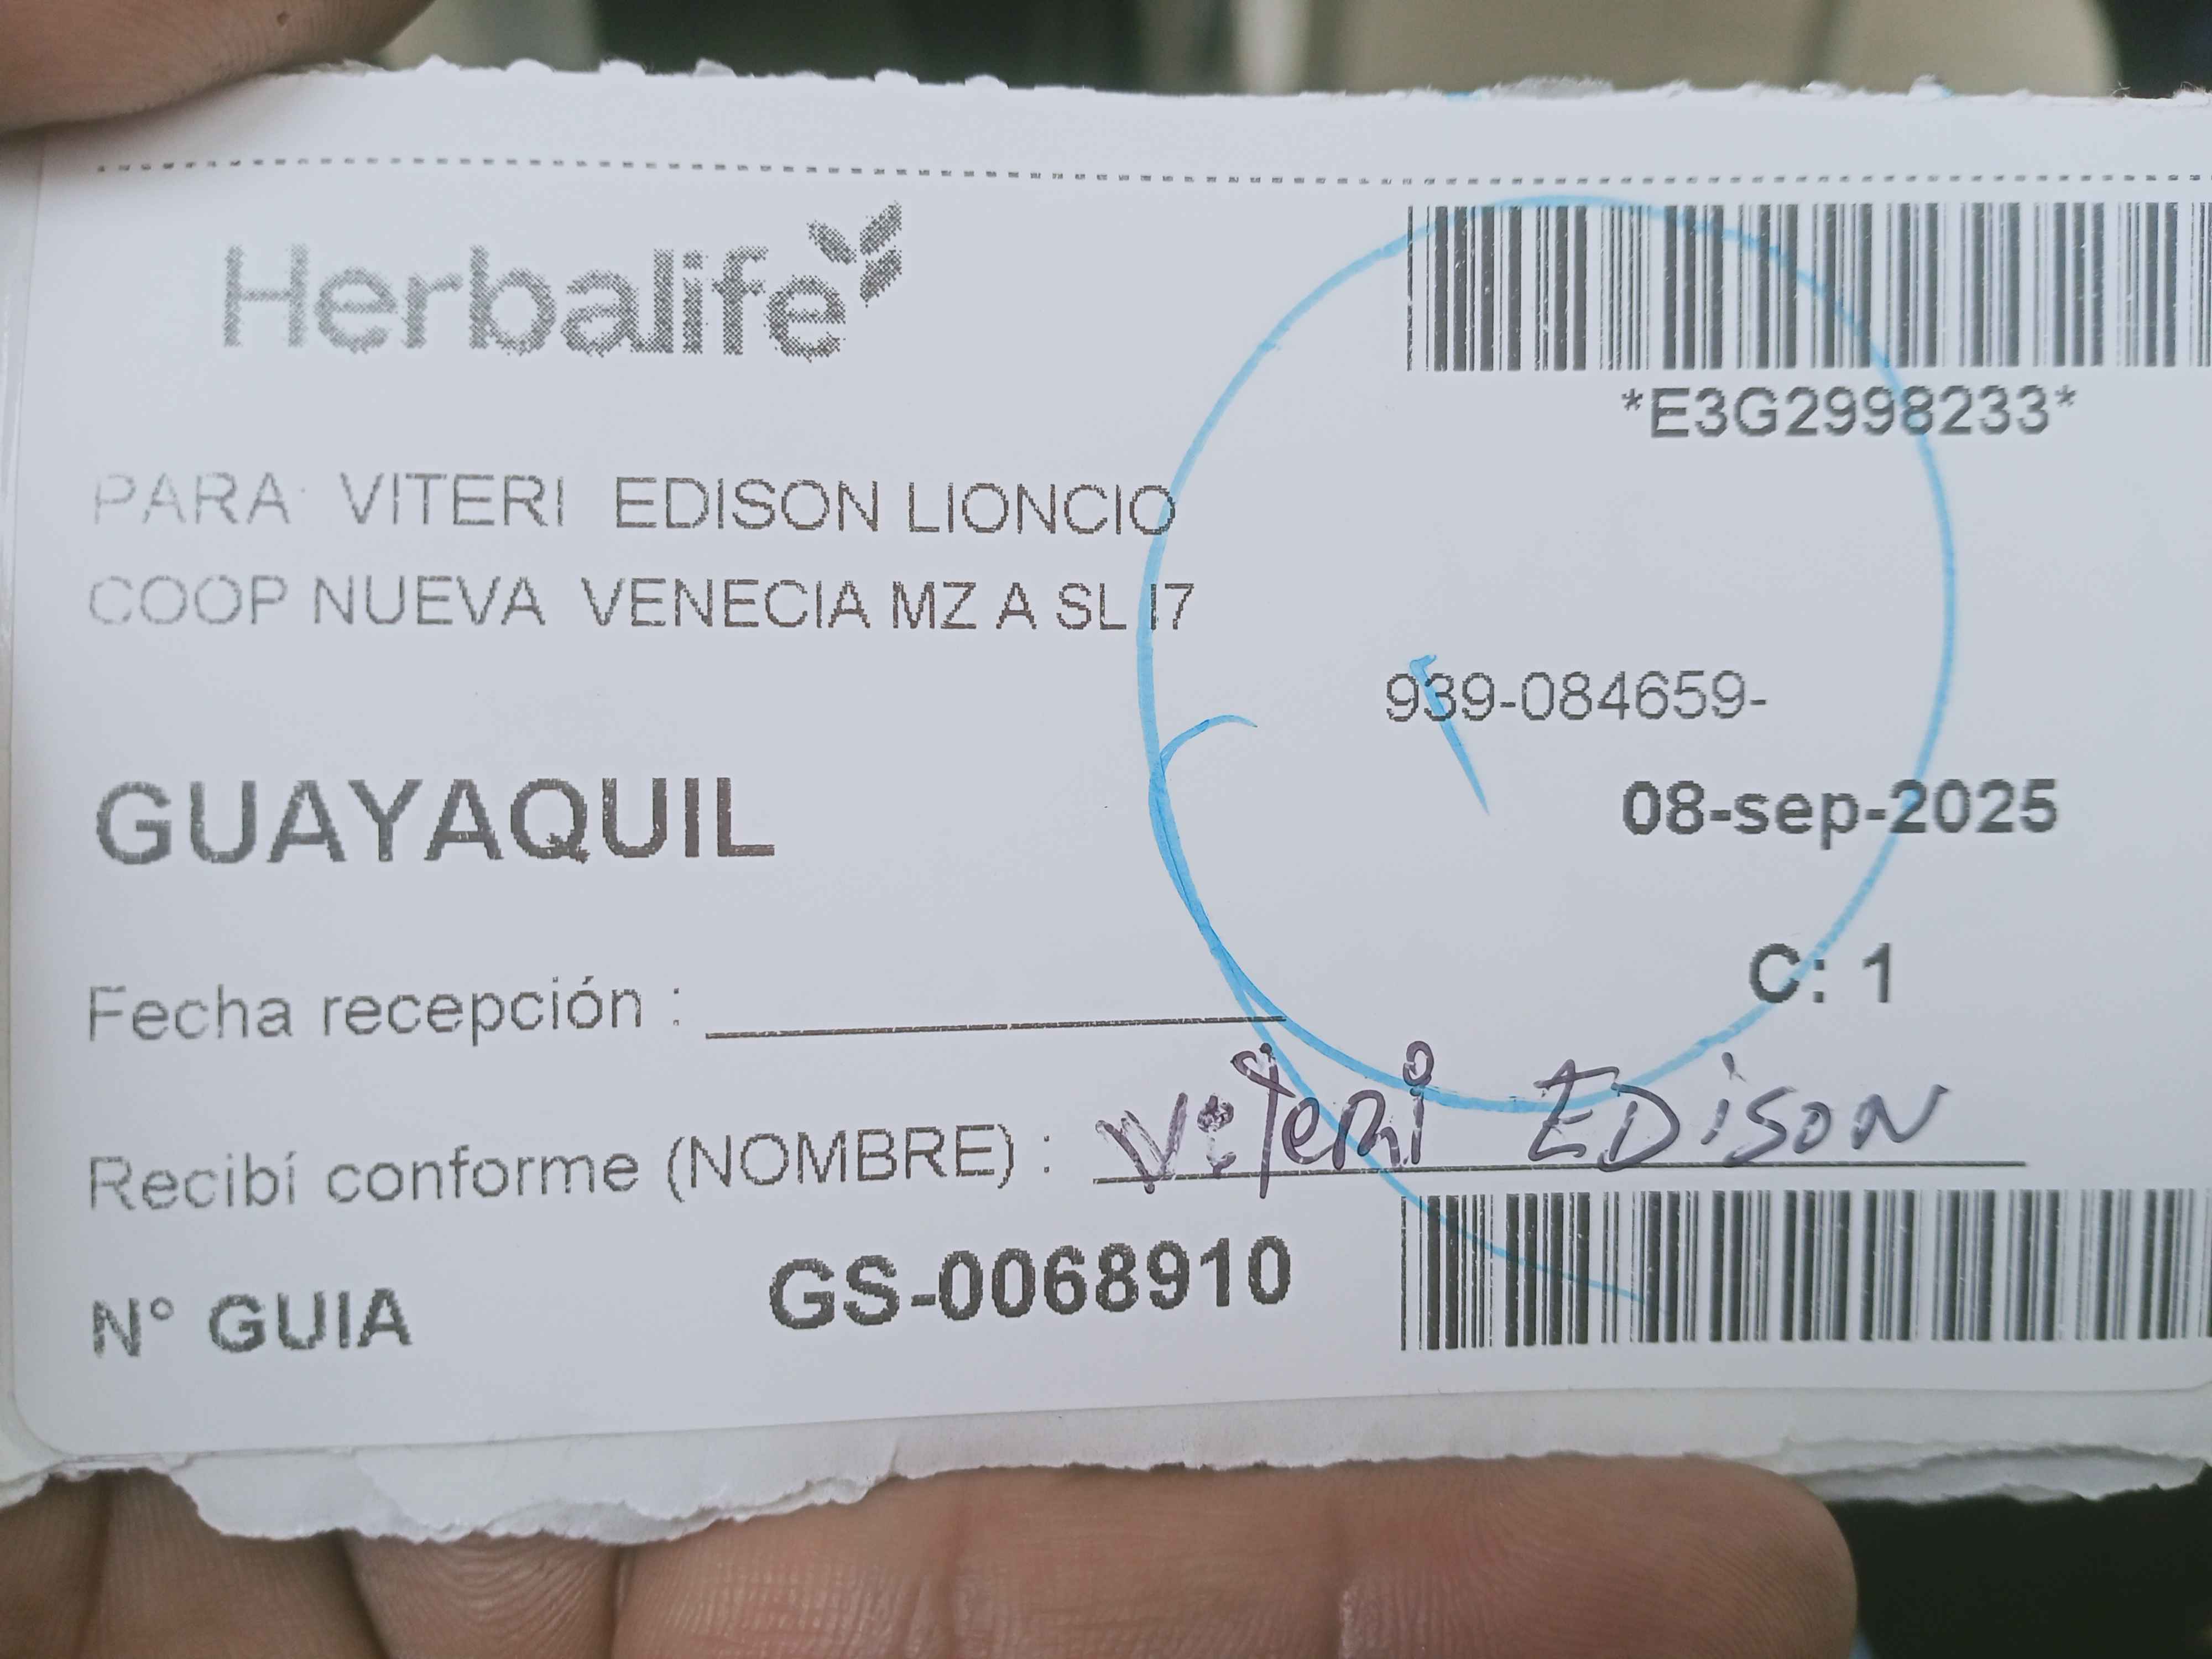 Herbalife
*E3G2998233*
PARA: VITERI EDISON LIONCIO
COOP NUEVA VENECIA MZ A SL I7
939-084659-
GUAYAQUIL
08-sep-2025
C: 1
Fecha recepción :
Recibí conforme (NOMBRE) : ViTeRi EDiSON
N° GUIA GS-0068910